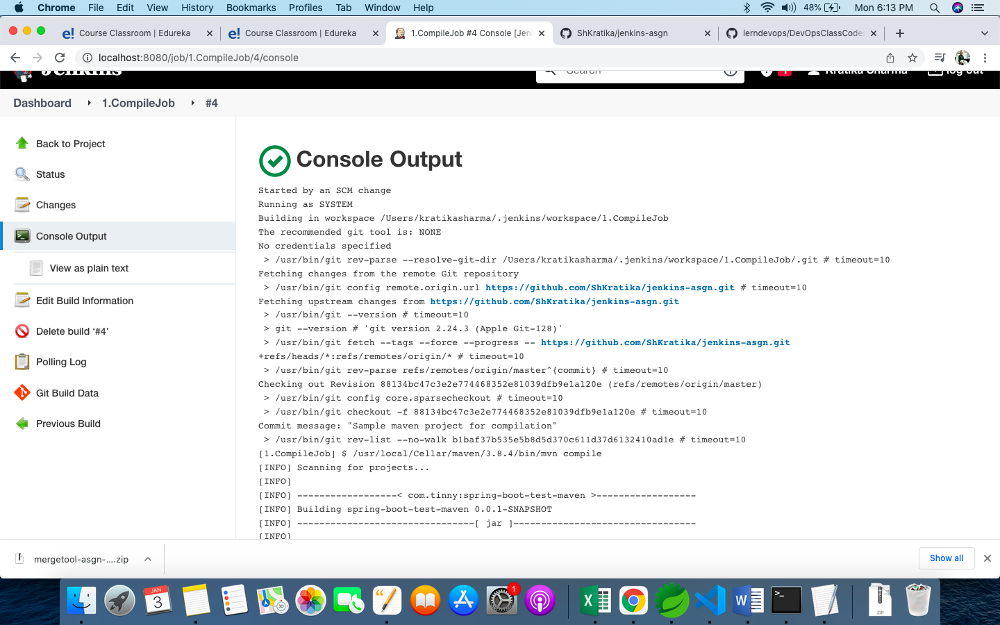 Chrome File Edit View History Bookmarks Profiles Tab Window Help 48% Mon 6:13 PM
e! Course Classroom | Edureka e! Course Classroom | Edureka 1.CompileJob #4 Console [Jen ShKratika/jenkins-asgn lerndevops/DevOpsClassCode
localhost:8080/job/1.CompileJob/4/console
Jenkins Search 1 Kratika Sharma log out
Dashboard 1.CompileJob #4
Back to Project
Status
Changes
Console Output
View as plain text
Edit Build Information
Delete build ‘#4’
Polling Log
Git Build Data
Previous Build
Console Output
Started by an SCM change
Running as SYSTEM
Building in workspace /Users/kratikasharma/.jenkins/workspace/1.CompileJob
The recommended git tool is: NONE
No credentials specified
> /usr/bin/git rev-parse --resolve-git-dir /Users/kratikasharma/.jenkins/workspace/1.CompileJob/.git # timeout=10
Fetching changes from the remote Git repository
> /usr/bin/git config remote.origin.url https://github.com/ShKratika/jenkins-asgn.git # timeout=10
Fetching upstream changes from https://github.com/ShKratika/jenkins-asgn.git
> /usr/bin/git --version # timeout=10
> git --version # 'git version 2.24.3 (Apple Git-128)'
> /usr/bin/git fetch --tags --force --progress -- https://github.com/ShKratika/jenkins-asgn.git
+refs/heads/*:refs/remotes/origin/* # timeout=10
> /usr/bin/git rev-parse refs/remotes/origin/master^{commit} # timeout=10
Checking out Revision 88134bc47c3e2e774468352e81039dfb9e1a120e (refs/remotes/origin/master)
> /usr/bin/git config core.sparsecheckout # timeout=10
> /usr/bin/git checkout -f 88134bc47c3e2e774468352e81039dfb9e1a120e # timeout=10
Commit message: "Sample maven project for compilation"
> /usr/bin/git rev-list --no-walk b1baf37b535e5b8d5d370c611d37d6132410ad1e # timeout=10
[1.CompileJob] $ /usr/local/Cellar/maven/3.8.4/bin/mvn compile
[INFO] Scanning for projects...
[INFO]
[INFO] ------------------< com.tinny:spring-boot-test-maven >------------------
[INFO] Building spring-boot-test-maven 0.0.1-SNAPSHOT
[INFO] --------------------------------[ jar ]---------------------------------
[INFO]
mergetool-asgn-....zip Show all
JAN
3
3D
1
ZIP